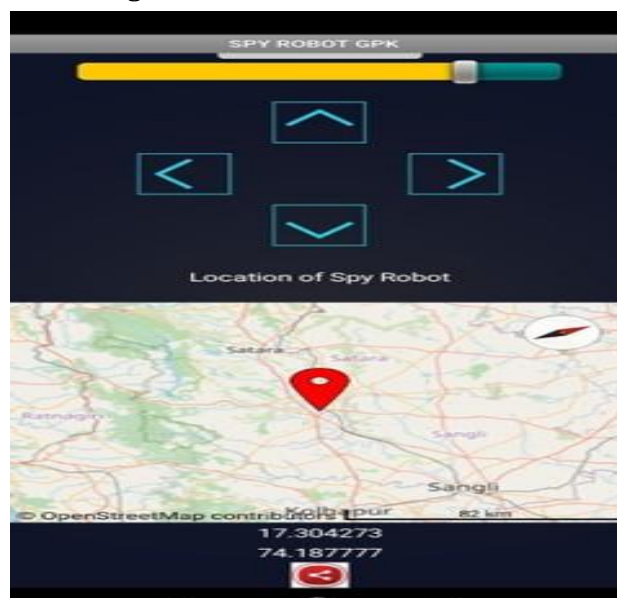 SPY ROBOT GPK
Location of Spy Robot
Satara
Satara
Ratnagiri
Sangli
Sangli
Kolhapur
© OpenStreetMap contributors
82 km
17.304273
74.187777